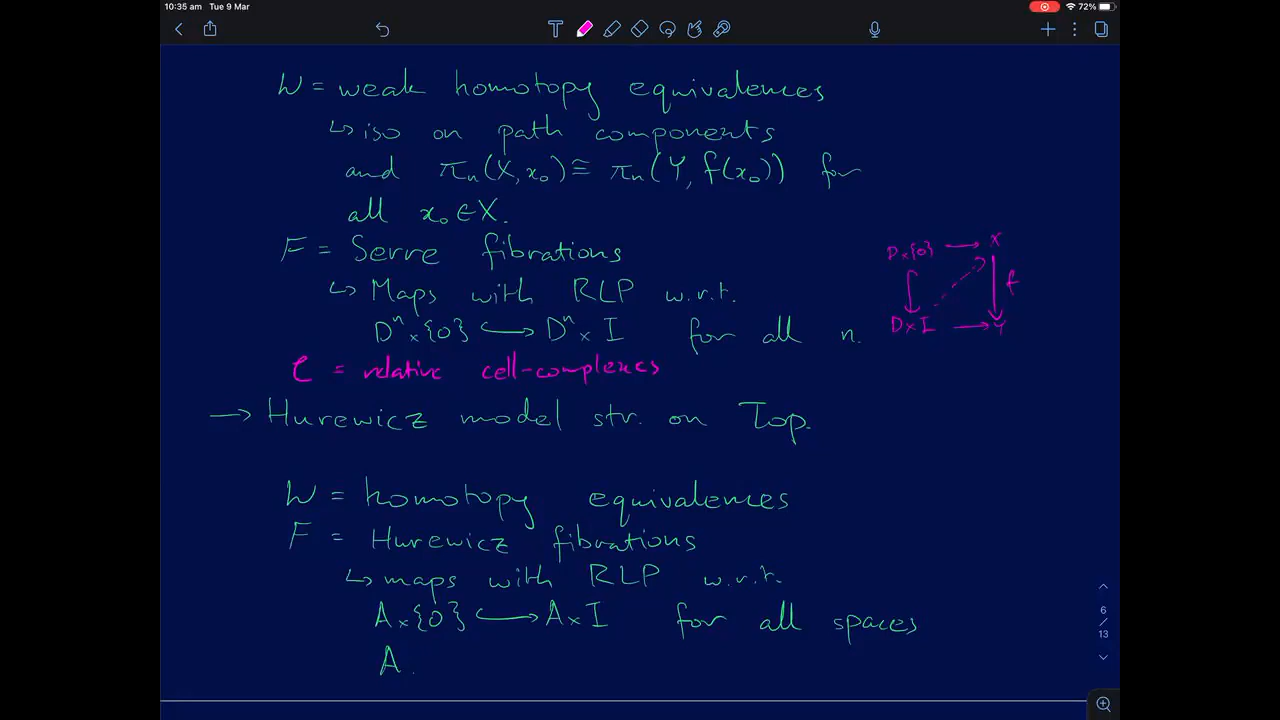 10:35 am Tue 9 Mar
72%
W = weak homotopy equivalences
↳ iso on path components
and πₙ(X, x₀) ≅ πₙ(Y, f(x₀)) for
all x₀ ∈ X.
F = Serre fibrations
↳ Maps with RLP w.r.t.
Dⁿ × {0} ↪ Dⁿ × I for all n.
D × {0} → X
f
D × I → Y
C = relative cell-complexes
→ Hurewicz model str. on Top.
W = homotopy equivalences
F = Hurewicz fibrations
↳ maps with RLP w.r.t.
A × {0} ↪ A × I for all spaces
A.
6
/
13